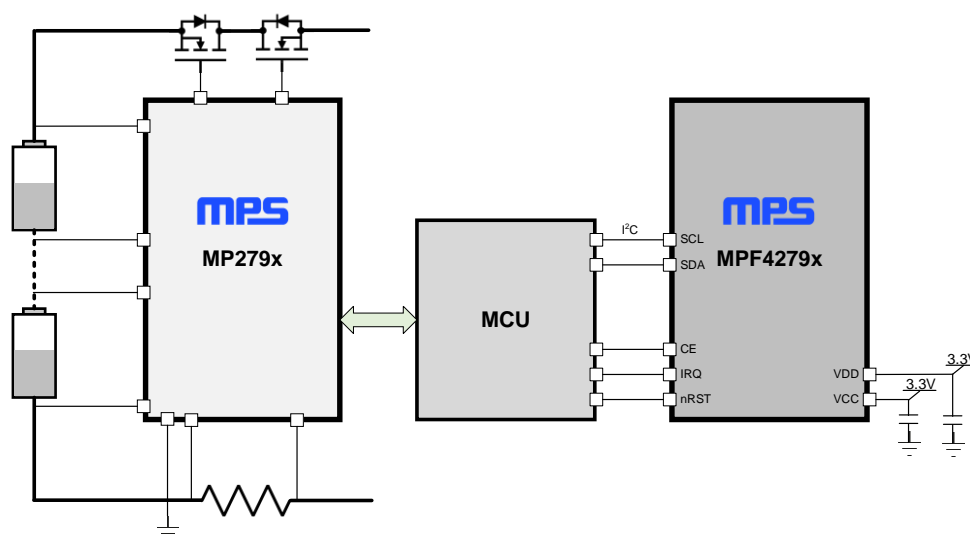 MPS
MP279x
MCU
I²C
MPS
MPF4279x
SCL
SDA
CE
IRQ
nRST
VDD
VCC
3.3V
3.3V